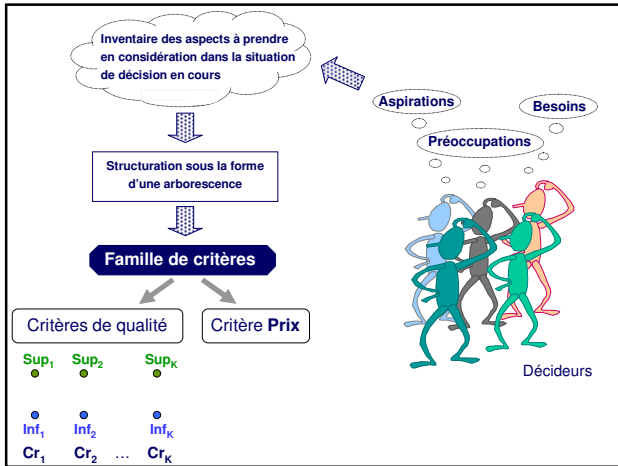 Inventaire des aspects à prendre
en considération dans la situation
de décision en cours
Aspirations
Besoins
Préoccupations
Structuration sous la forme
d'une arborescence
Famille de critères
Critères de qualité
Critère Prix
Sup1 Sup2 SupK
Décideurs
Inf1 Inf2 InfK
Cr1 Cr2 ... CrK